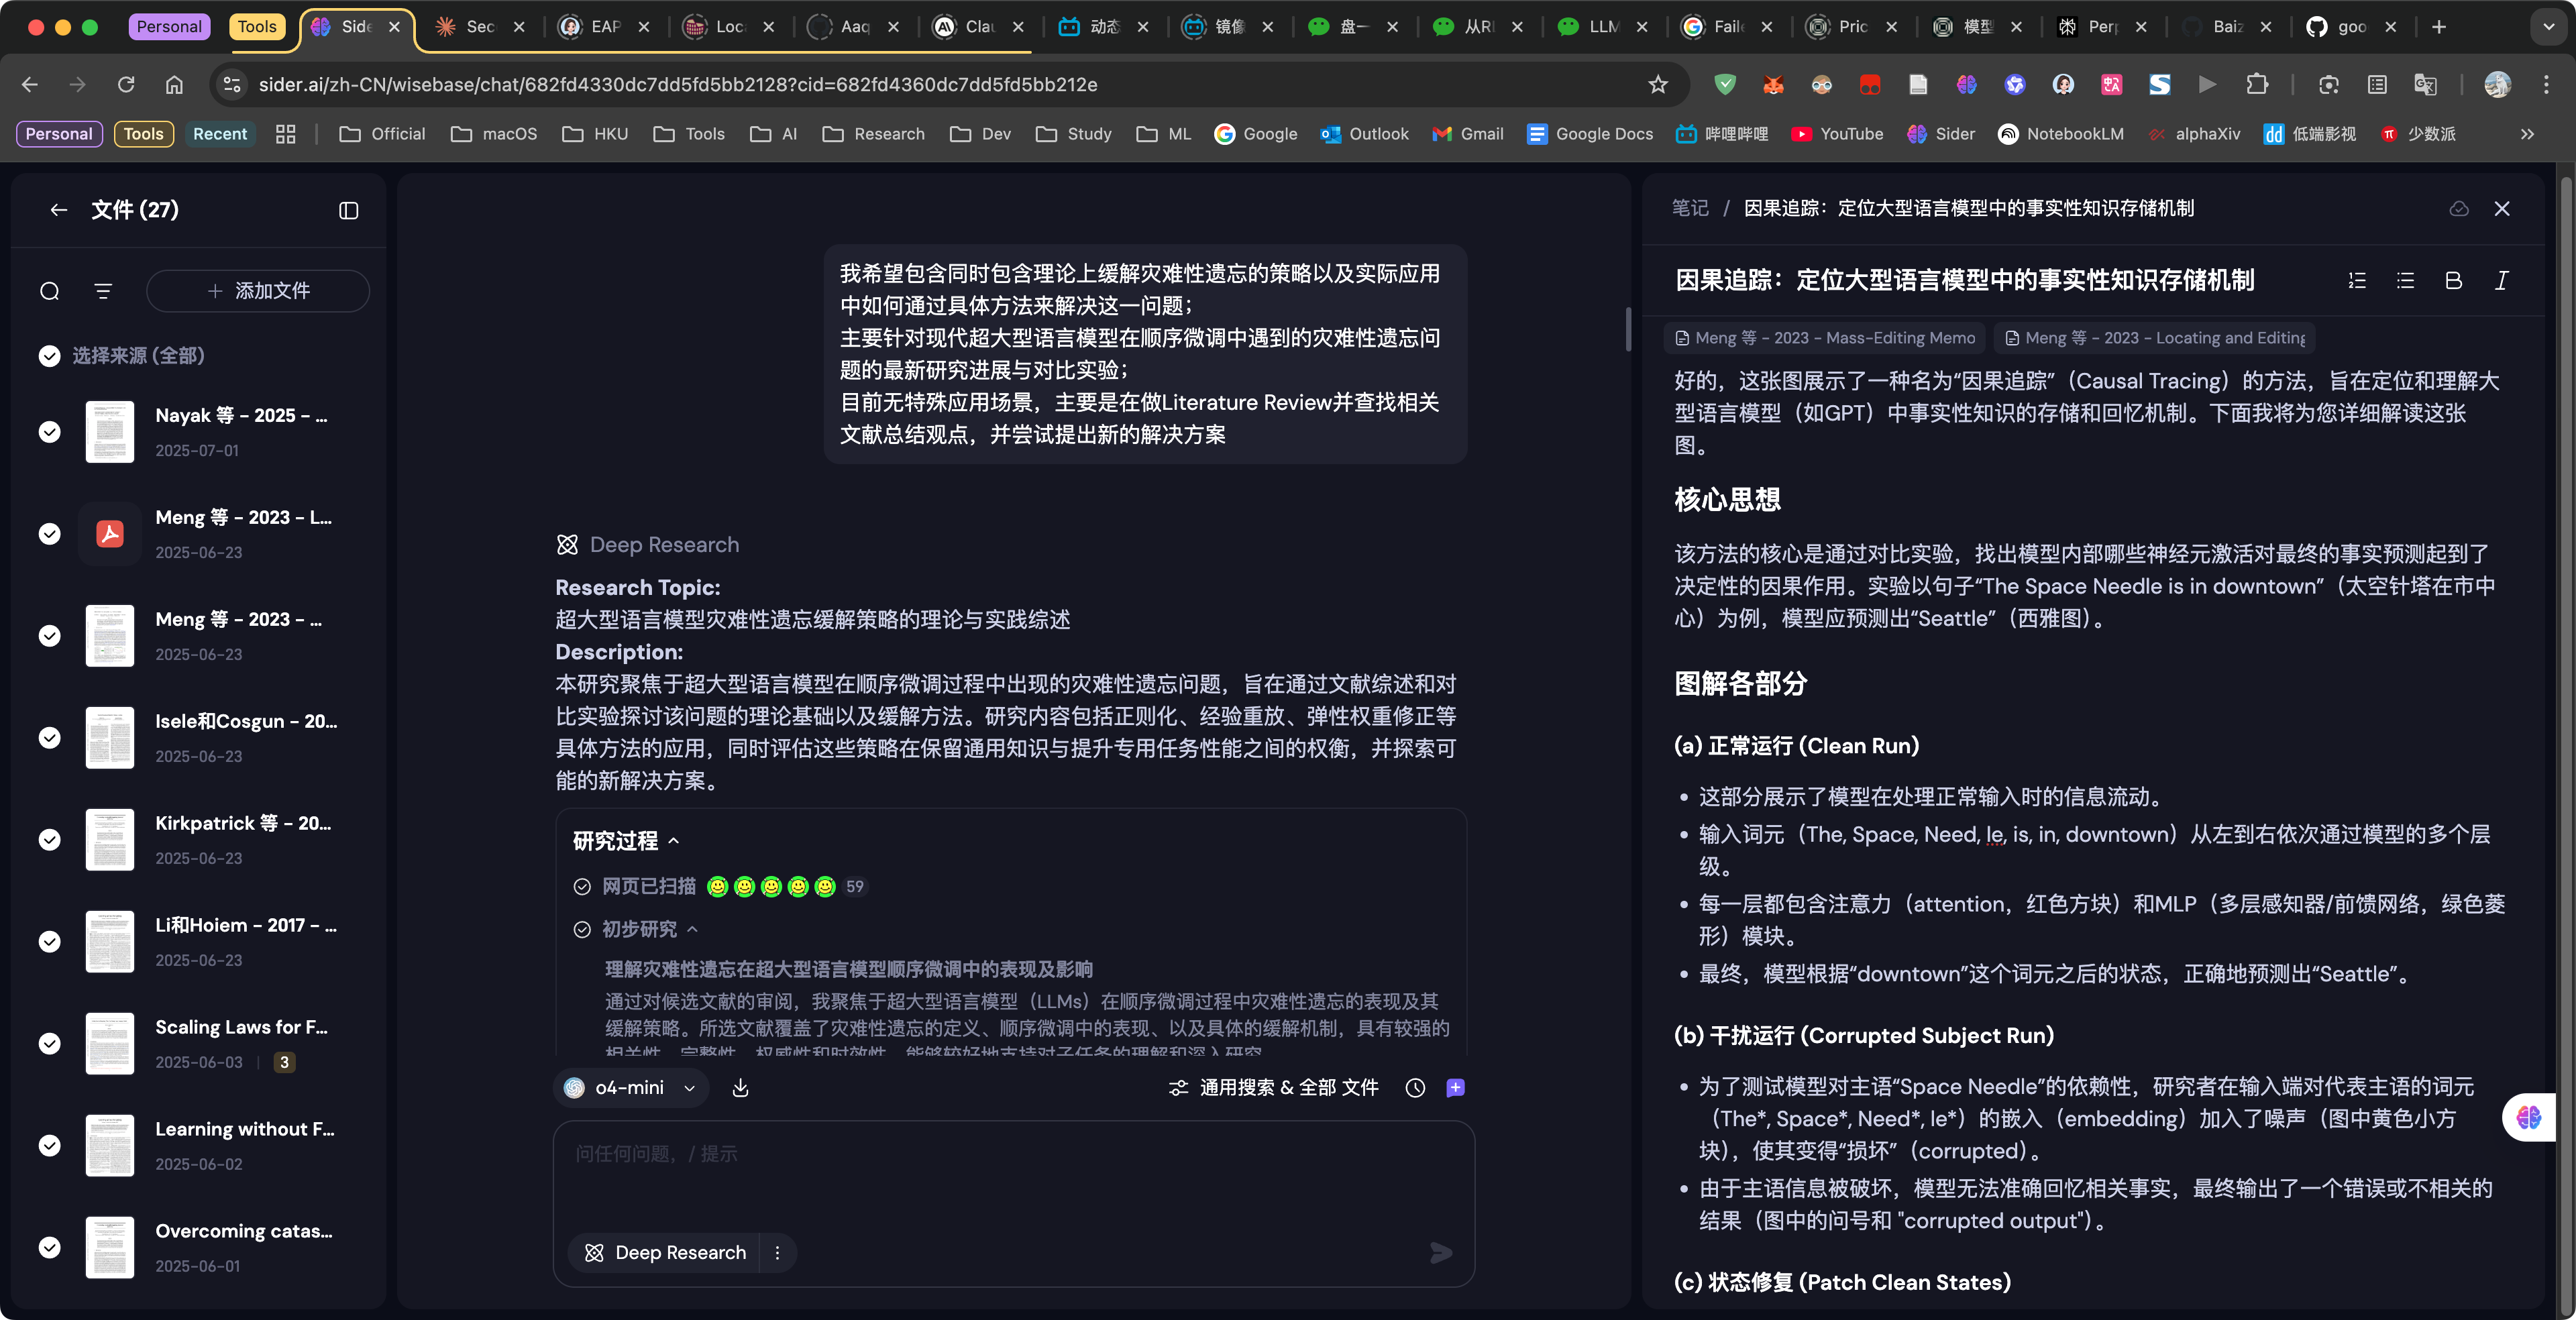 Personal
Tools
Side
Sec
EAP
Loc
Aaq
Clau
动态
镜像
盘一
从RL
LLM
Faile
Pric
模型
Perp
Baiz
goo
sider.ai/zh-CN/wisebase/chat/682fd4330dc7dd5fd5bb2128?cid=682fd4360dc7dd5fd5bb212e
Personal
Tools
Recent
Official
macOS
HKU
Tools
AI
Research
Dev
Study
ML
Google
Outlook
Gmail
Google Docs
哔哩哔哩
YouTube
Sider
NotebookLM
alphaXiv
低端影视
少数派
文件 (27)
添加文件
选择来源 (全部)
Nayak 等 - 2025 - ...
2025-07-01
Meng 等 - 2023 - L...
2025-06-23
Meng 等 - 2023 - ...
2025-06-23
Isele和Cosgun - 20...
2025-06-23
Kirkpatrick 等 - 20...
2025-06-23
Li和Hoiem - 2017 - ...
2025-06-23
Scaling Laws for F...
2025-06-03 | 3
Learning without F...
2025-06-02
Overcoming catas...
2025-06-01
我希望包含同时包含理论上缓解灾难性遗忘的策略以及实际应用
中如何通过具体方法来解决这一问题；
主要针对现代超大型语言模型在顺序微调中遇到的灾难性遗忘问
题的最新研究进展与对比实验；
目前无特殊应用场景，主要是在做Literature Review并查找相关
文献总结观点，并尝试提出新的解决方案
Deep Research
Research Topic:
超大型语言模型灾难性遗忘缓解策略的理论与实践综述
Description:
本研究聚焦于超大型语言模型在顺序微调过程中出现的灾难性遗忘问题，旨在通过文献综述和对
比实验探讨该问题的理论基础以及缓解方法。研究内容包括正则化、经验重放、弹性权重修正等
具体方法的应用，同时评估这些策略在保留通用知识与提升专用任务性能之间的权衡，并探索可
能的新解决方案。
研究过程
网页已扫描 59
初步研究
理解灾难性遗忘在超大型语言模型顺序微调中的表现及影响
通过对候选文献的审阅，我聚焦于超大型语言模型（LLMs）在顺序微调过程中灾难性遗忘的表现及其
缓解策略。所选文献覆盖了灾难性遗忘的定义、顺序微调中的表现、以及具体的缓解机制，具有较强的
相关性、完整性、权威性和时效性，能够较好地支持对子任务的理解和深入研究。
o4-mini
通用搜索 & 全部 文件
问任何问题，/ 提示
Deep Research
笔记 / 因果追踪：定位大型语言模型中的事实性知识存储机制
因果追踪：定位大型语言模型中的事实性知识存储机制
Meng 等 - 2023 - Mass-Editing Memo
Meng 等 - 2023 - Locating and Editing
好的，这张图展示了一种名为“因果追踪”（Causal Tracing）的方法，旨在定位和理解大
型语言模型（如GPT）中事实性知识的存储和回忆机制。下面我将为您详细解读这张
图。
核心思想
该方法的核心是通过对比实验，找出模型内部哪些神经元激活对最终的事实预测起到了
决定性的因果作用。实验以句子“The Space Needle is in downtown”（太空针塔在市中
心）为例，模型应预测出“Seattle”（西雅图）。
图解各部分
(a) 正常运行 (Clean Run)
• 这部分展示了模型在处理正常输入时的信息流动。
• 输入词元（The, Space, Need, le, is, in, downtown）从左到右依次通过模型的多个层
级。
• 每一层都包含注意力（attention，红色方块）和MLP（多层感知器/前馈网络，绿色菱
形）模块。
• 最终，模型根据“downtown”这个词元之后的状态，正确地预测出“Seattle”。
(b) 干扰运行 (Corrupted Subject Run)
• 为了测试模型对主语“Space Needle”的依赖性，研究者在输入端对代表主语的词元
（The*, Space*, Need*, le*）的嵌入（embedding）加入了噪声（图中黄色小方
块），使其变得“损坏”（corrupted）。
• 由于主语信息被破坏，模型无法准确回忆相关事实，最终输出了一个错误或不相关的
结果（图中的问号和 "corrupted output"）。
(c) 状态修复 (Patch Clean States)